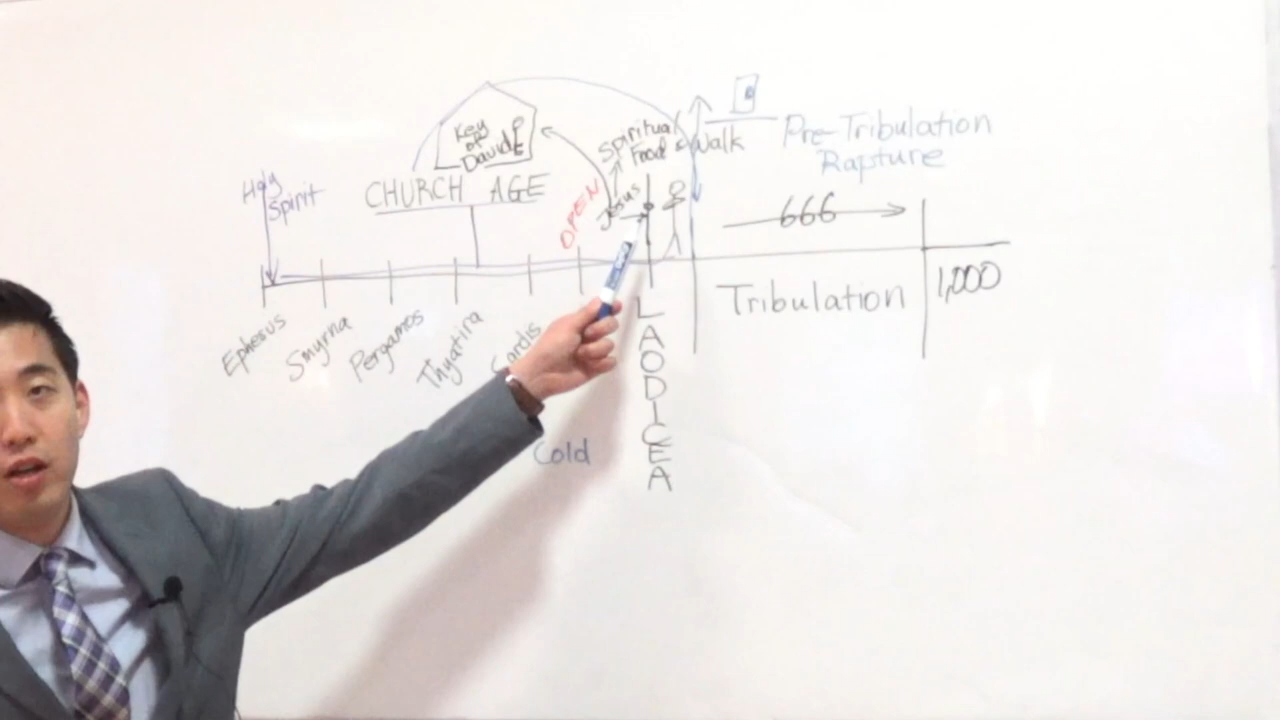 Key
of
David
Holy
Spirit
CHURCH AGE
OPEN
Jesus
Spiritual
Food & Walk
Pre-Tribulation
Rapture
666
Ephesus
Smyrna
Pergamos
Thyatira
Sardis
LAODICEA
Tribulation
1,000
Cold